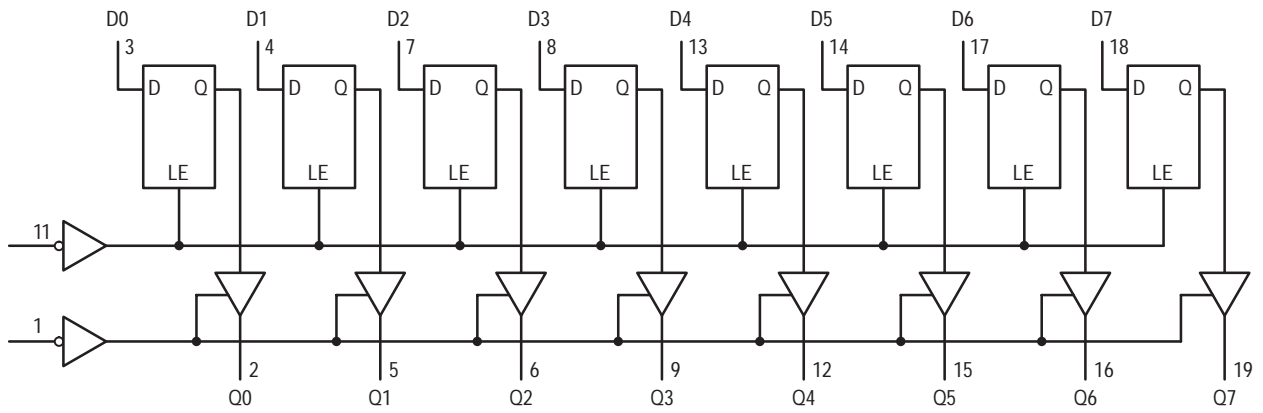 D0 D1 D2 D3 D4 D5 D6 D7
3 4 7 8 13 14 17 18
D Q D Q D Q D Q D Q D Q D Q D Q
LE LE LE LE LE LE LE LE
11
1
2 5 6 9 12 15 16 19
Q0 Q1 Q2 Q3 Q4 Q5 Q6 Q7